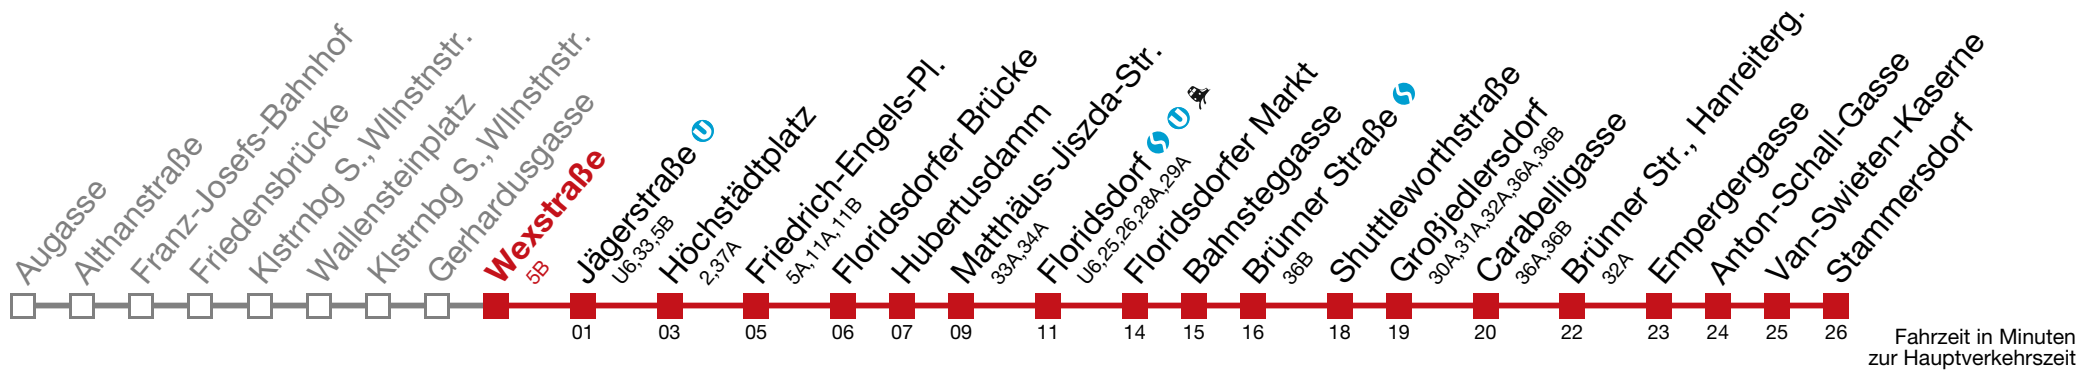 Augasse
Althanstraße
Franz-Josefs-Bahnhof
Friedensbrücke
Klstrnbg S., Wllnstnstr.
Wallensteinplatz
Klstrnbg S., Wllnstnstr.
Gerhardusgasse
Wexstraße
5B
Jägerstraße U
U6,33,5B
Höchstädtplatz
2,37A
Friedrich-Engels-Pl.
5A,11A,11B
Floridsdorfer Brücke
Hubertusdamm
Matthäus-Jiszda-Str.
33A,34A
Floridsdorf S U
U6,25,26,28A,29A
Floridsdorfer Markt
Bahnsteggasse
Brünner Straße S
36B
Shuttleworthstraße
Großjedlersdorf
30A,31A,32A,36A,36B
Carabelligasse
36A,36B
Brünner Str., Hanreiterg.
32A
Empergergasse
Anton-Schall-Gasse
Van-Swieten-Kaserne
Stammersdorf
01 03 05 06 07 09 11 14 15 16 18 19 20 22 23 24 25 26
Fahrzeit in Minuten
zur Hauptverkehrszeit